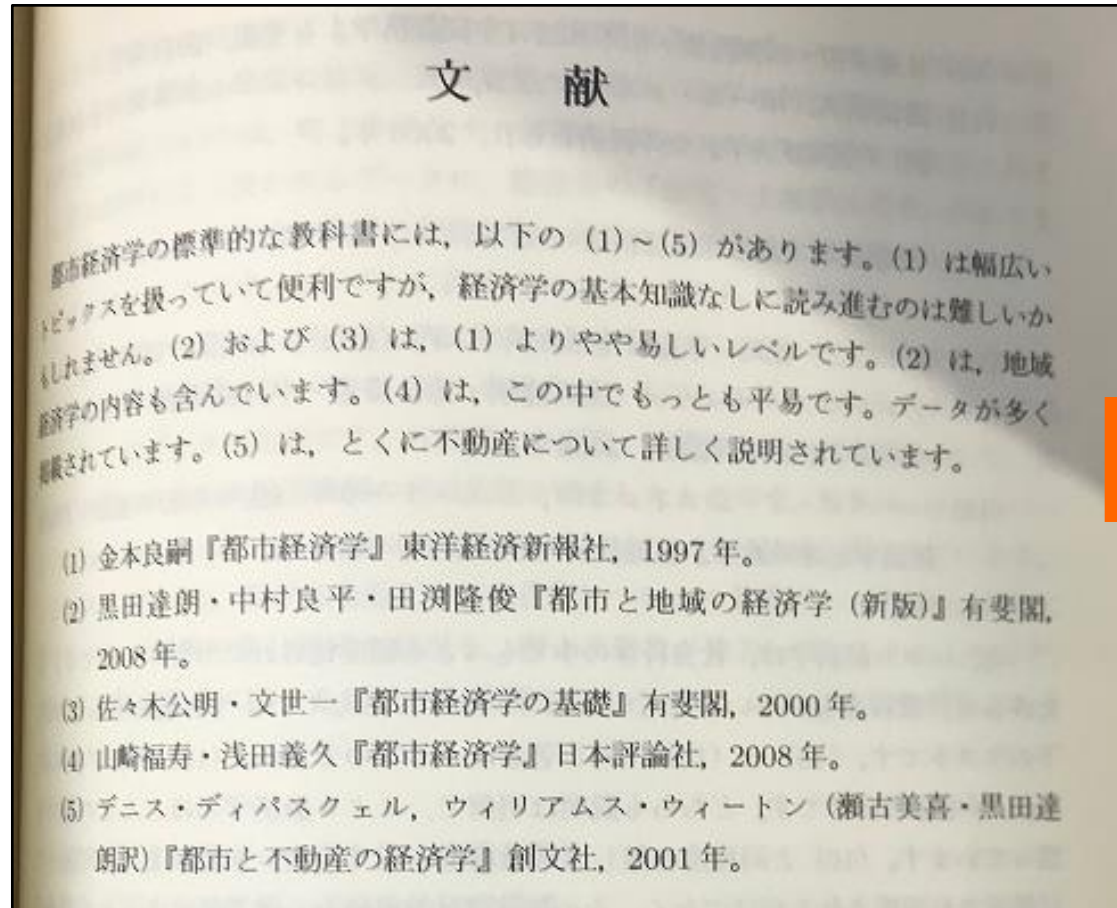 文　献
都市経済学の標準的な教科書には，以下の（1）～（5）があります。（1）は幅広い
トピックスを扱っていて便利ですが，経済学の基本知識なしに読み進むのは難しいか
もしれません。（2）および（3）は，（1）よりやや易しいレベルです。（2）は，地域
経済学の内容も含んでいます。（4）は，この中でもっとも平易です。データが多く
掲載されています。（5）は，とくに不動産について詳しく説明されています。
(1) 金本良嗣『都市経済学』東洋経済新報社，1997年。
(2) 黒田達朗・中村良平・田渕隆俊『都市と地域の経済学（新版）』有斐閣，
2008年。
(3) 佐々木公明・文世一『都市経済学の基礎』有斐閣，2000年。
(4) 山崎福寿・浅田義久『都市経済学』日本評論社，2008年。
(5) デニス・ディパスクェル，ウィリアムス・ウィートン（瀬古美喜・黒田達
朗訳）『都市と不動産の経済学』創文社，2001年。